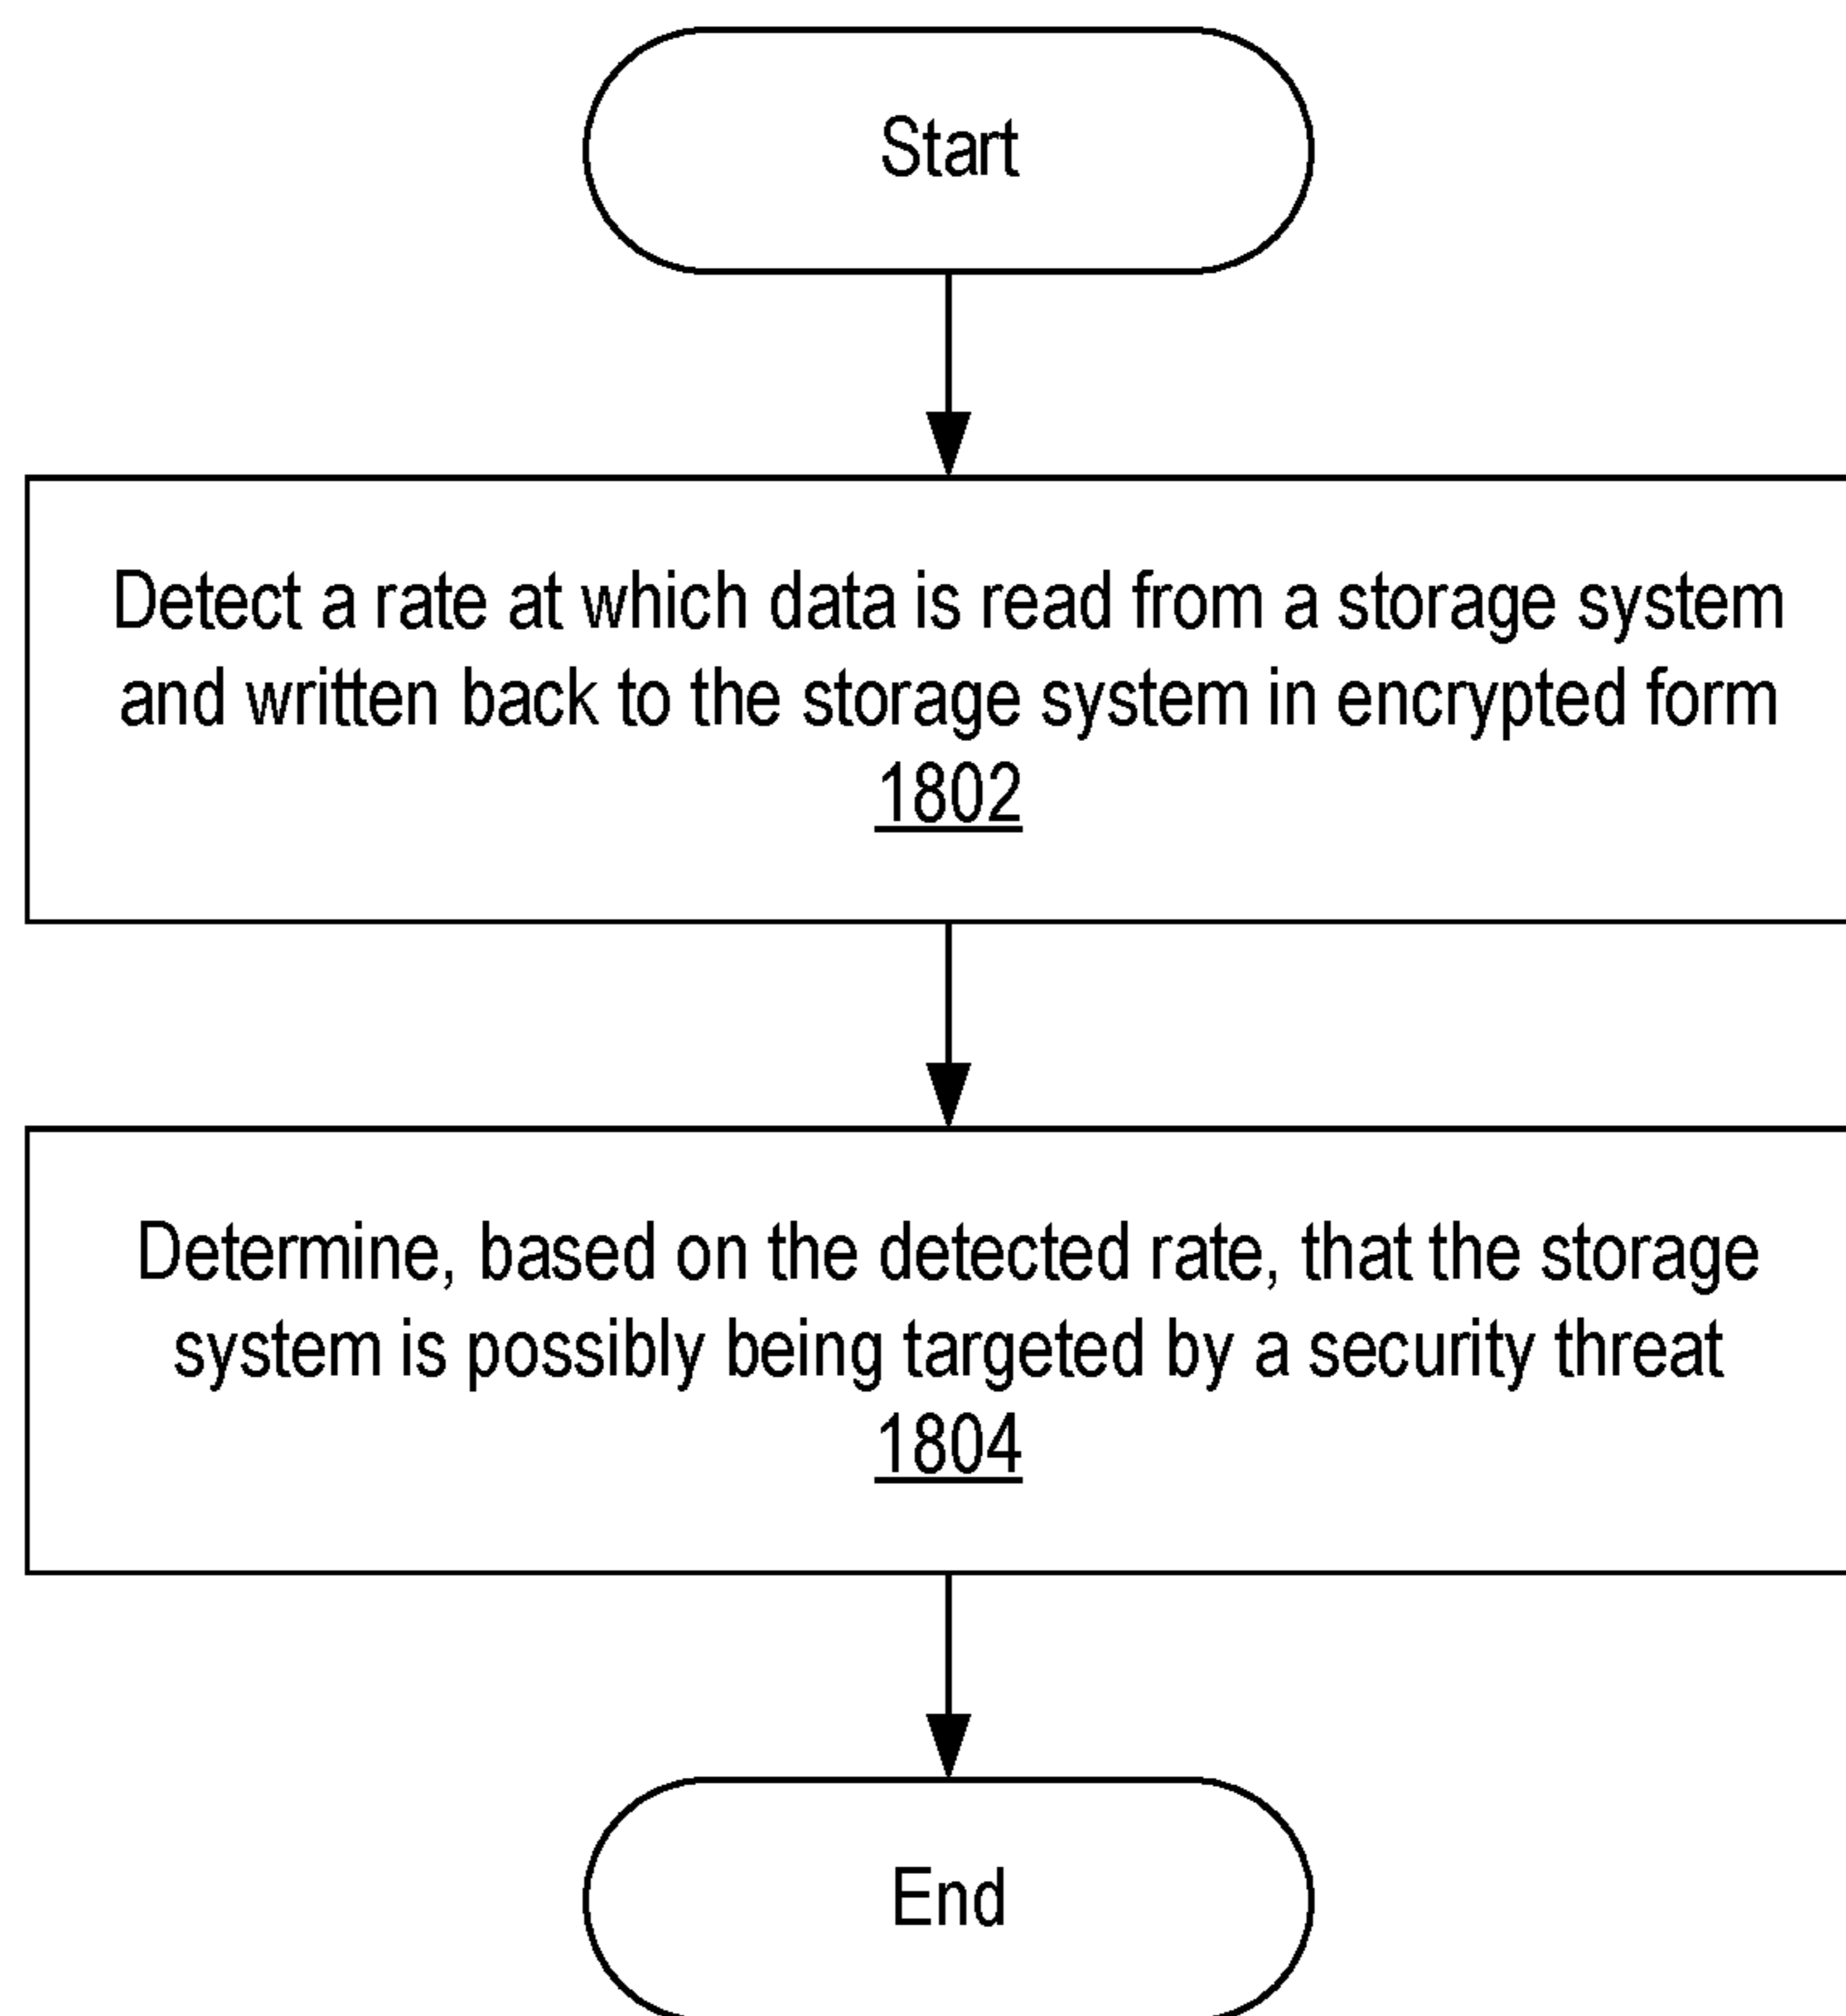 Start
Detect a rate at which data is read from a storage system
and written back to the storage system in encrypted form
1802
Determine, based on the detected rate, that the storage
system is possibly being targeted by a security threat
1804
End